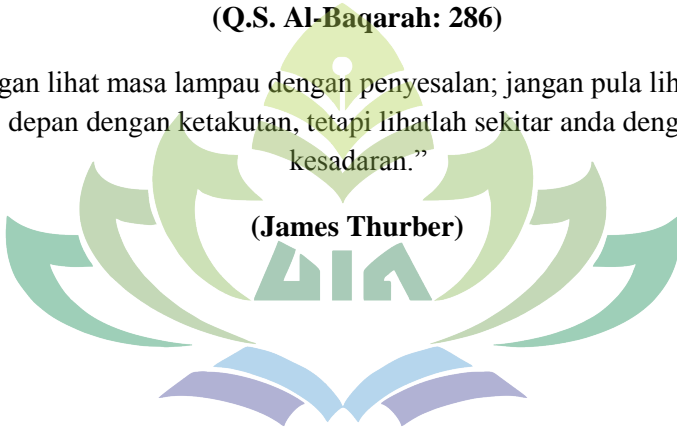 (Q.S. Al-Baqarah: 286)
gan lihat masa lampau dengan penyesalan; jangan pula lih
depan dengan ketakutan, tetapi lihatlah sekitar anda deng
kesadaran.”
(James Thurber)
UIN